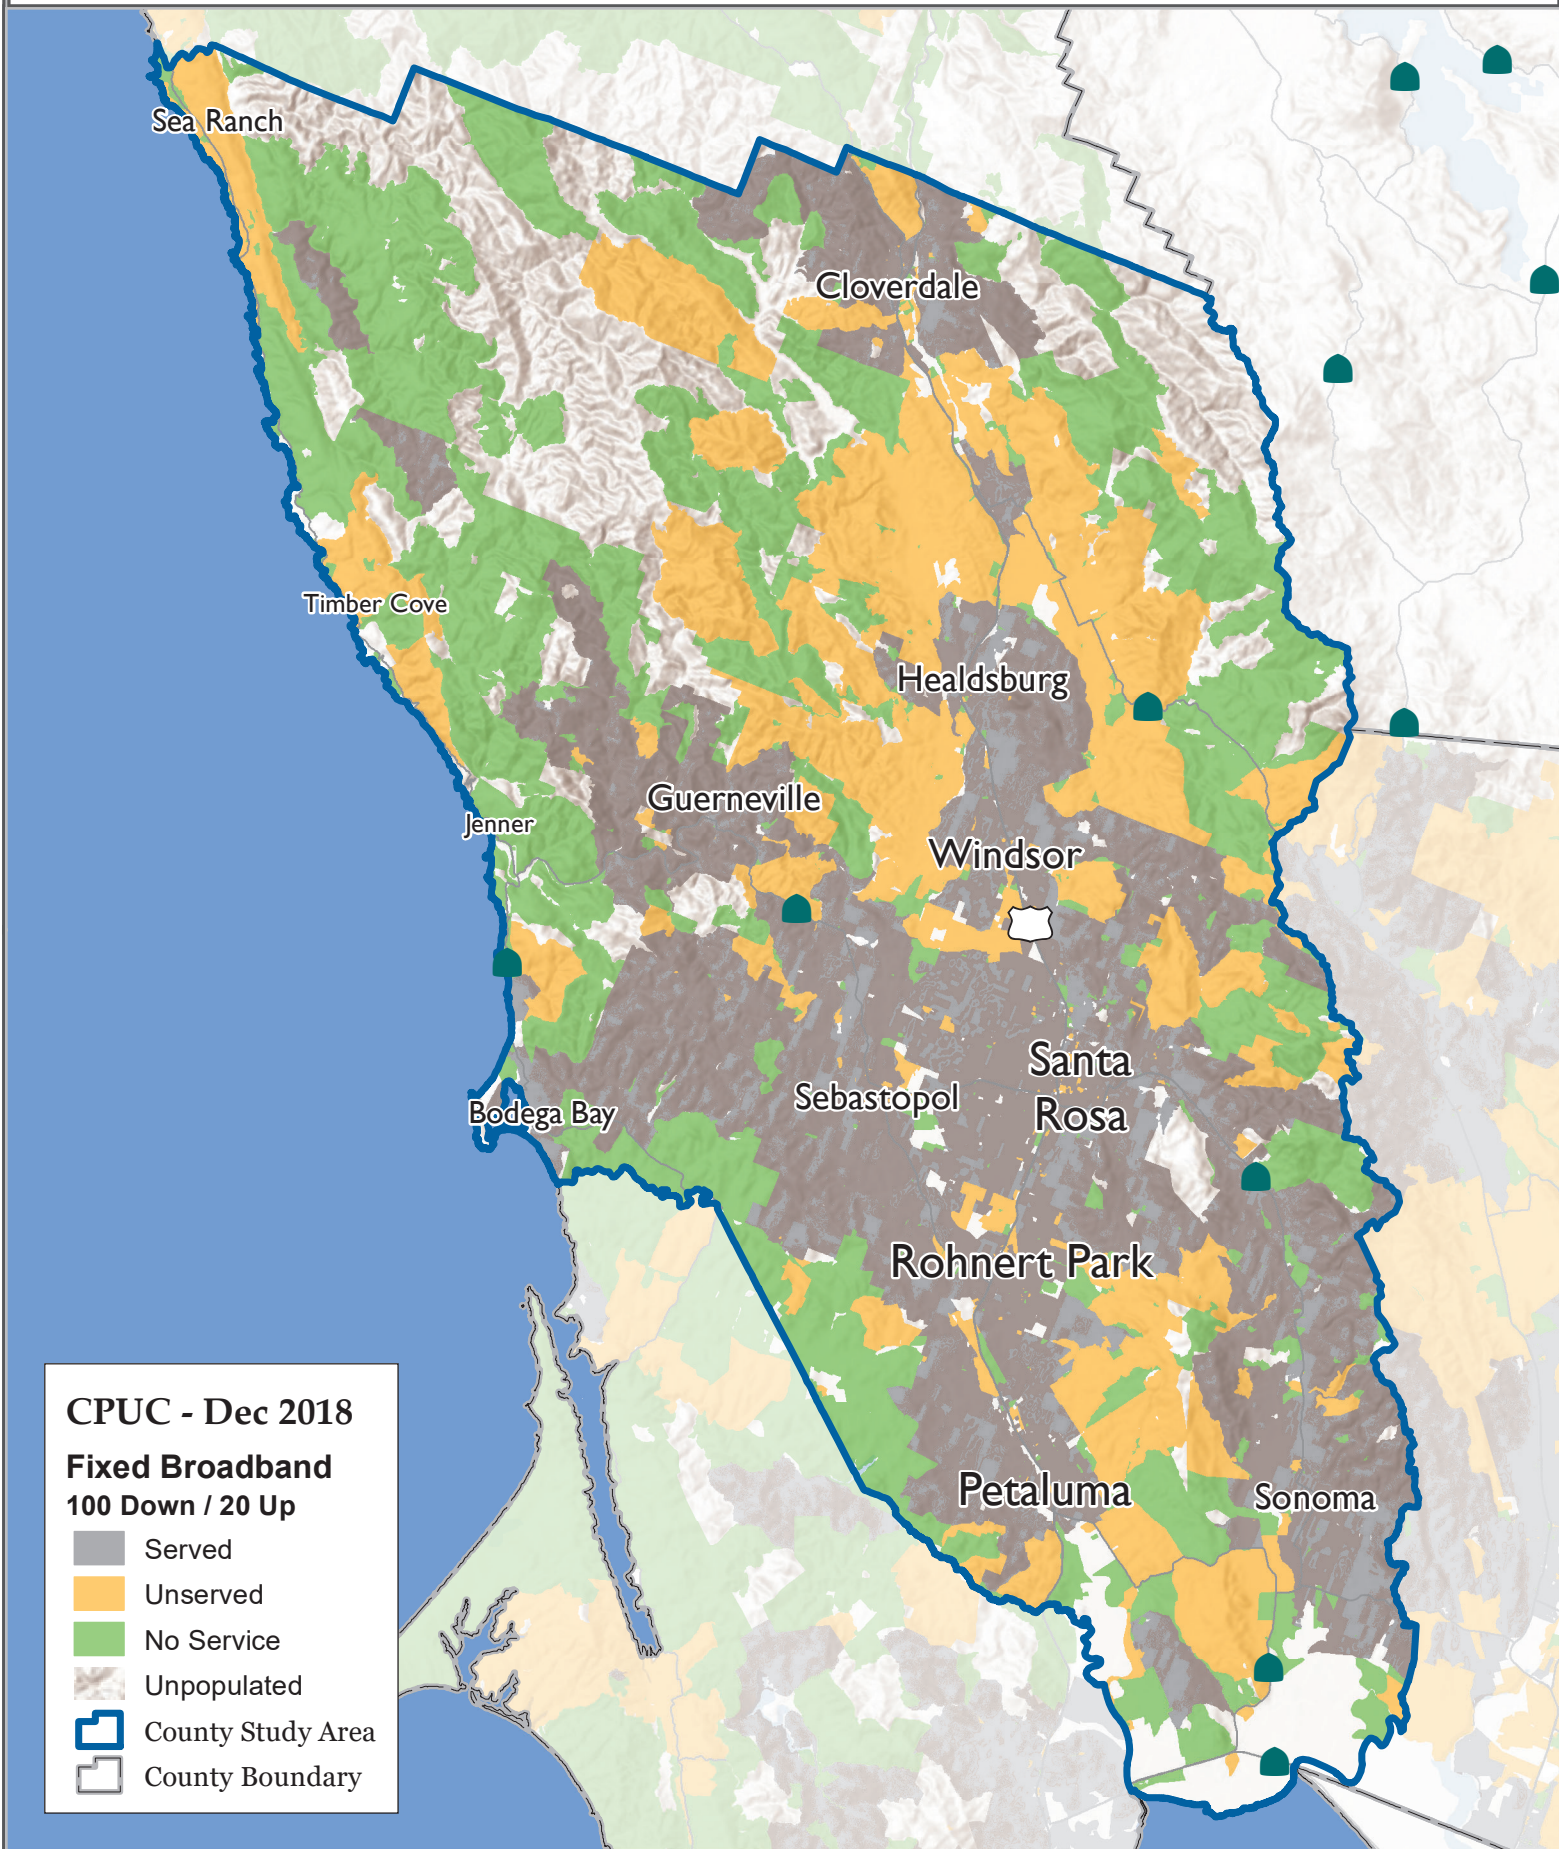 Sea Ranch
Cloverdale
Timber Cove
Healdsburg
Guerneville
Jenner
Windsor
Santa
Rosa
Sebastopol
Bodega Bay
Rohnert Park
Petaluma
Sonoma
CPUC - Dec 2018
Fixed Broadband
100 Down / 20 Up
Served
Unserved
No Service
Unpopulated
County Study Area
County Boundary